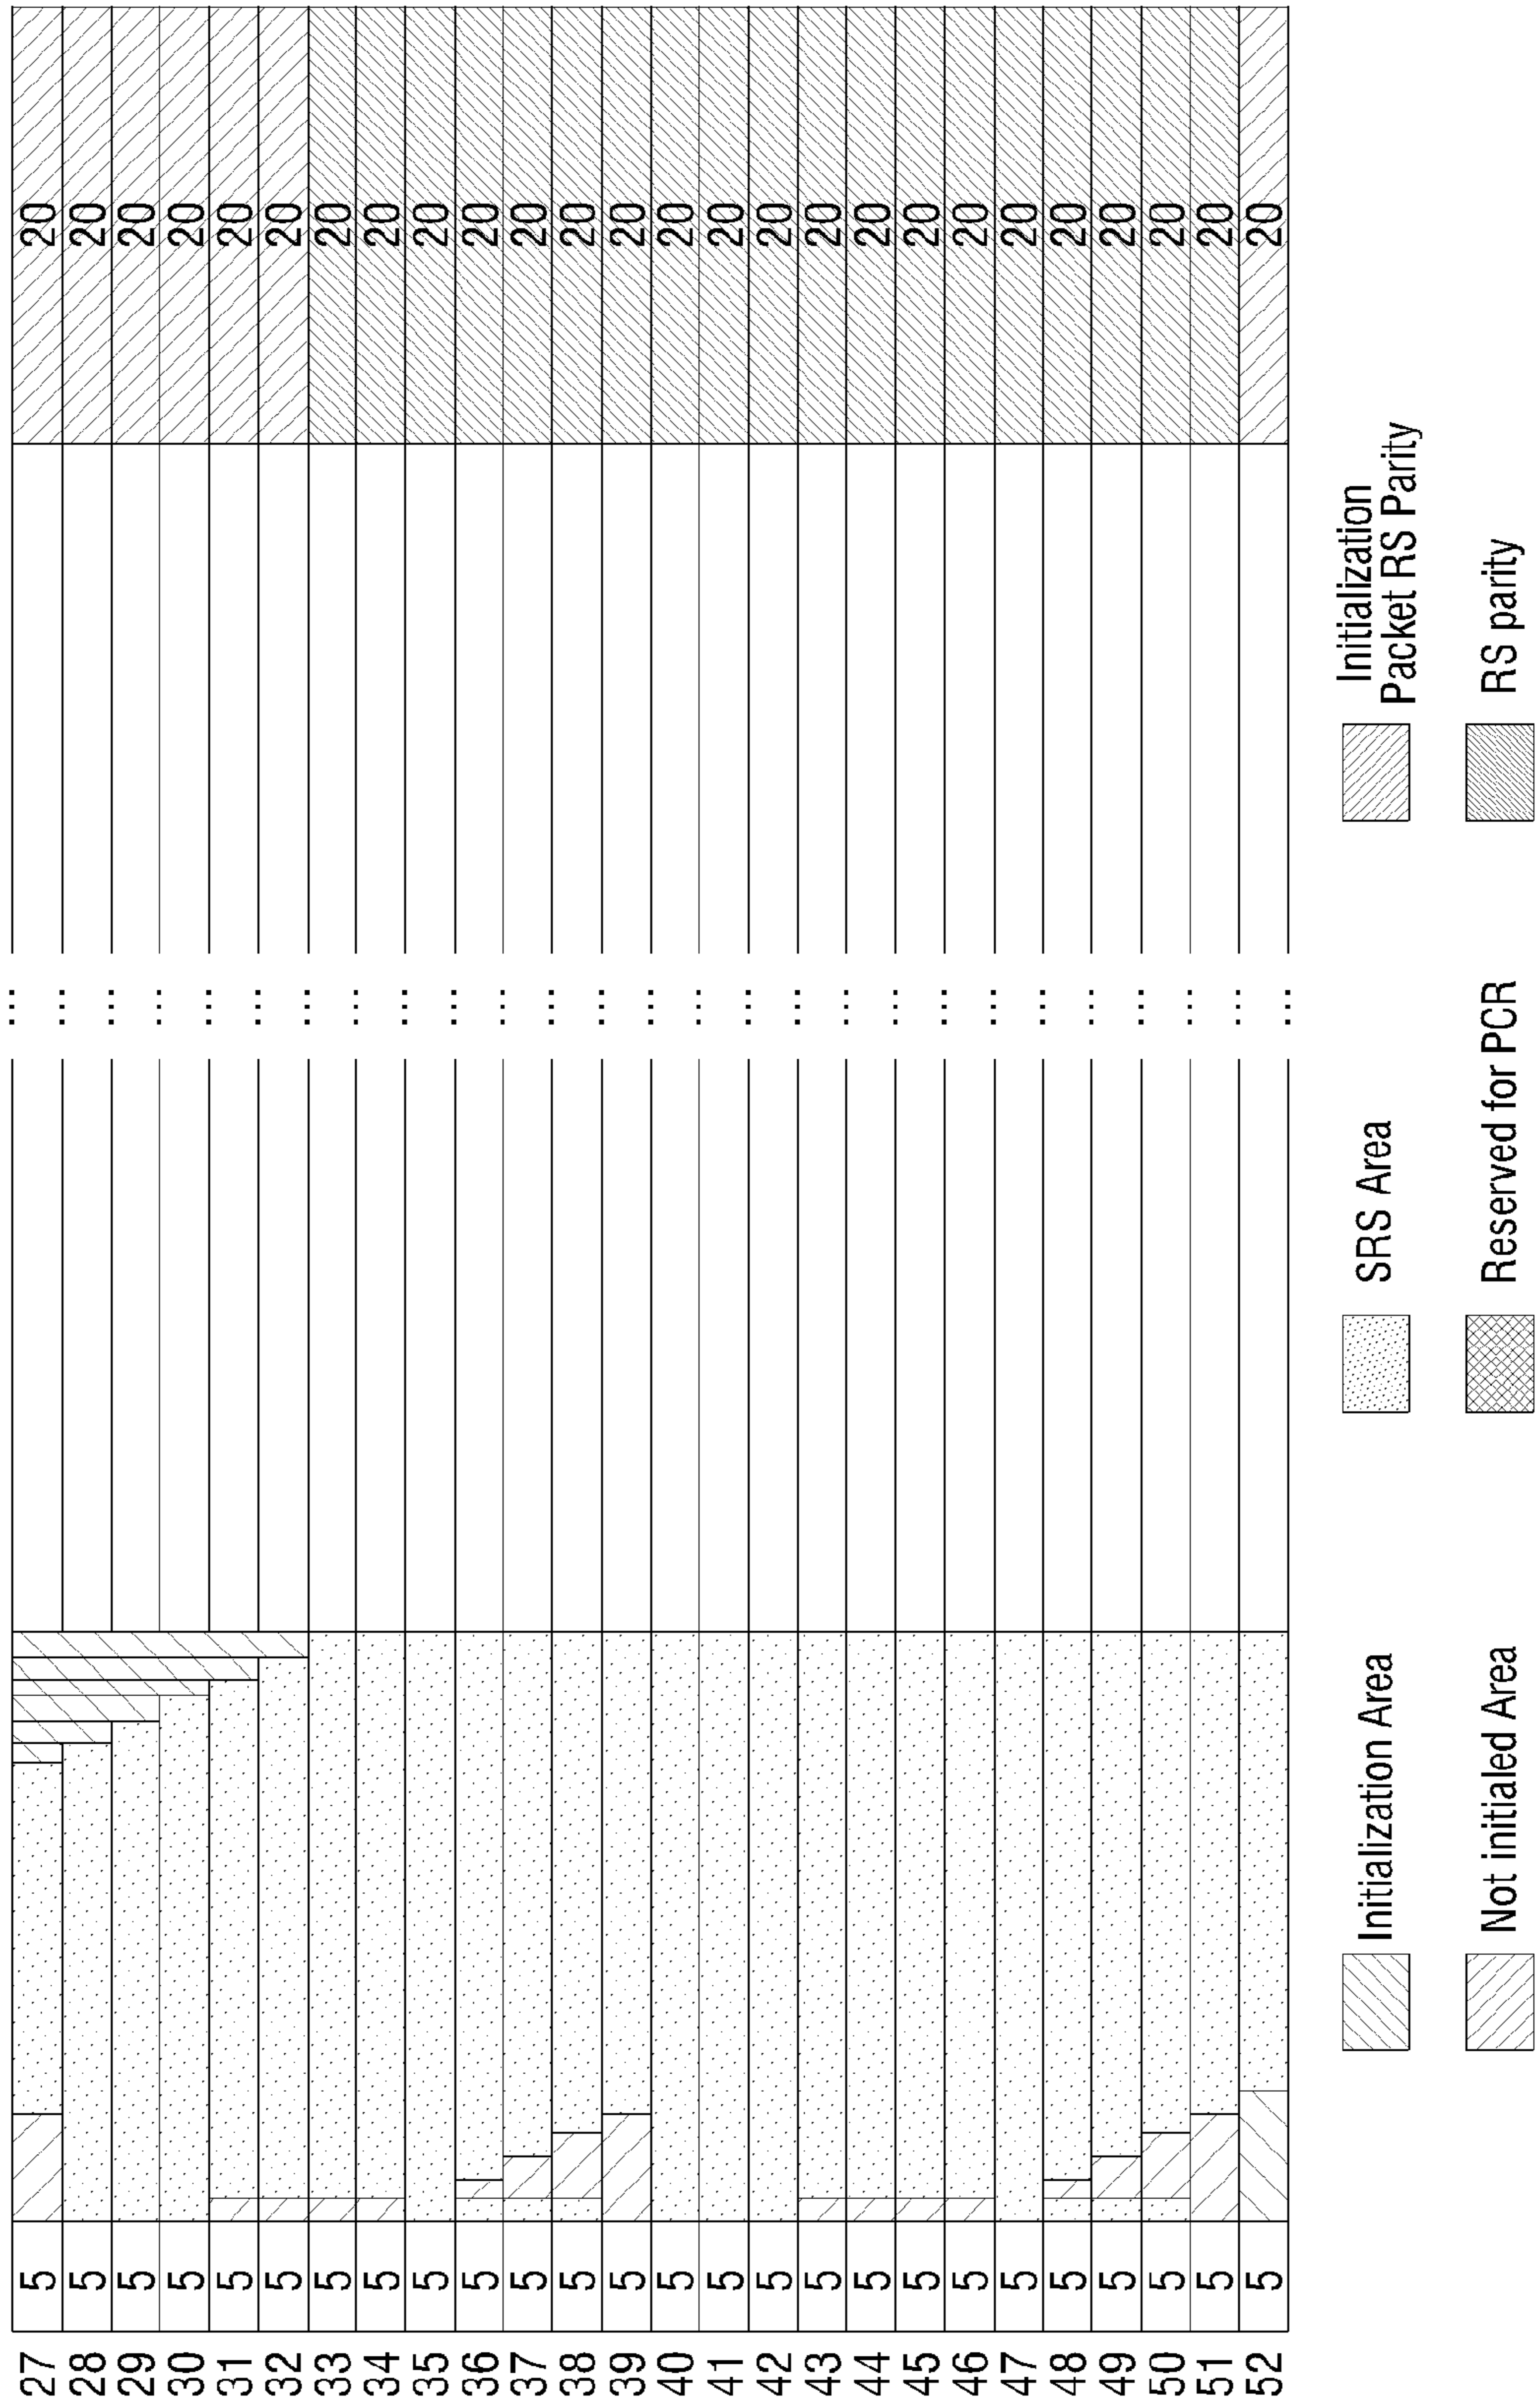 27 5 20
28 5 20
29 5 20
30 5 20
31 5 20
32 5 20
33 5 20
34 5 20
35 5 20
36 5 20
37 5 20
38 5 20
39 5 20
40 5 20
41 5 20
42 5 20
43 5 20
44 5 20
45 5 20
46 5 20
47 5 20
48 5 20
49 5 20
50 5 20
51 5 20
52 5 20
Initialization Area
SRS Area
Initialization
Packet RS Parity
Not initialed Area
Reserved for PCR
RS parity